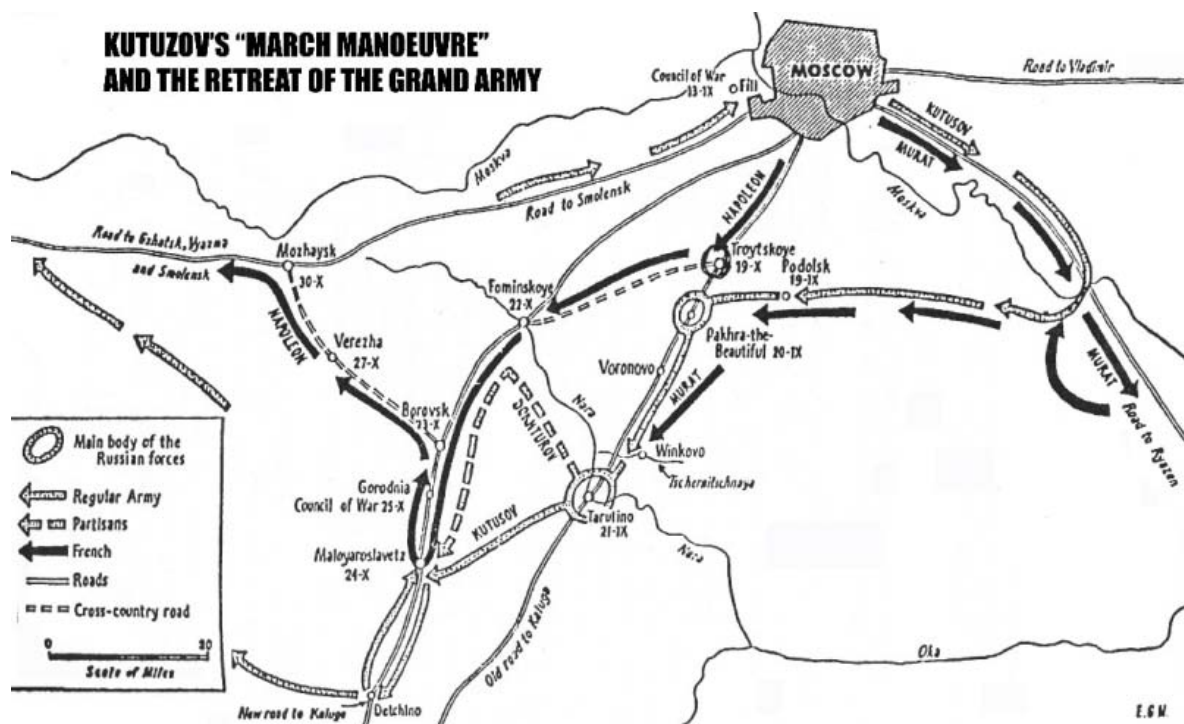 KUTUZOV'S "MARCH MANOEUVRE"
AND THE RETREAT OF THE GRAND ARMY
Council of War
13-IX
Fili
MOSCOW
Road to Vladimir
KUTUSOV
MURAT
Moskva
Road to Smolensk
NAPOLEON
Moskva
Road to Gzhatsk, Vyazma
and Smolensk
Mozhaysk
30-X
Troytskoye
19-X
Podolsk
19-IX
Fominskoye
22-X
NAPOLEON
Verezha
27-X
Pakhra-the-
Beautiful 20-IX
Voronovo
MURAT
MURAT
Road to Ryazan
Borovsk
23-X
DOKHTUROV
Nara
Winkovo
Tschernitschnaya
Main body of the
Russian forces
Regular Army
Partisans
French
Roads
Cross-country road
0
20
Scale of Miles
Gorodnia
Council of War 25-X
KUTUSOV
Tarutino
21-IX
Nara
Maloyaroslavetz
24-X
Old road to Kaluga
Oka
New road to Kaluga
Detchino
E.G.W.